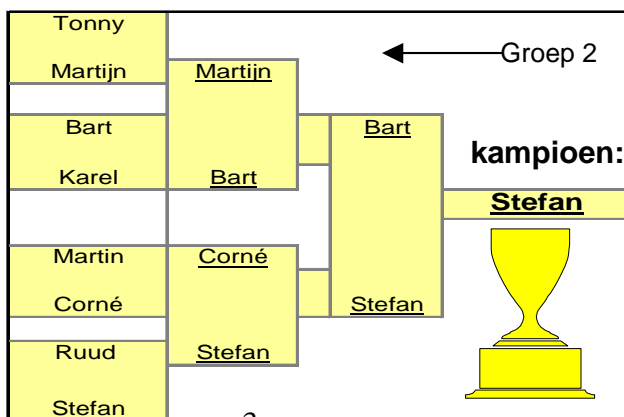 Tonny
Martijn
Martijn
Groep 2
Bart
Bart
kampioen:
Karel
Bart
Stefan
Martin
Corné
Corné
Stefan
Ruud
Stefan
Stefan